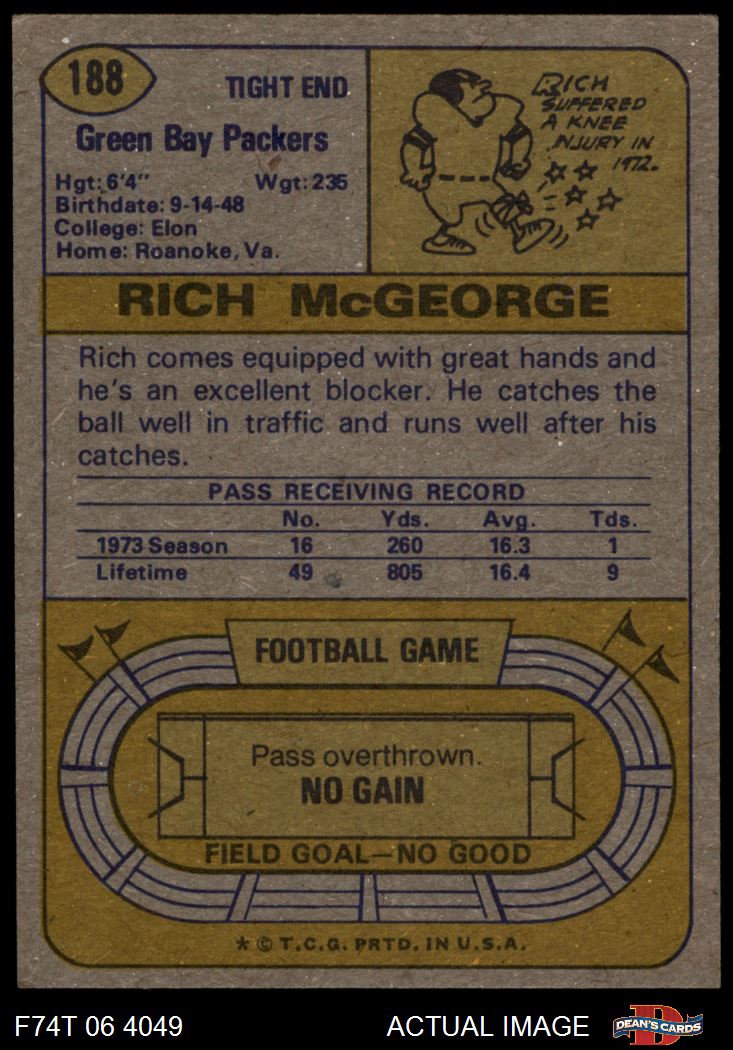 188
TIGHT END
Green Bay Packers
Hgt: 6'4" Wgt: 235
Birthdate: 9-14-48
College: Elon
Home: Roanoke, Va.
RICH
SUFFERED
A KNEE
INJURY IN
1972.
RICH McGEORGE
Rich comes equipped with great hands and
he's an excellent blocker. He catches the
ball well in traffic and runs well after his
catches.
PASS RECEIVING RECORD
No. Yds. Avg. Tds.
1973 Season 16 260 16.3 1
Lifetime 49 805 16.4 9
FOOTBALL GAME
Pass overthrown.
NO GAIN
FIELD GOAL—NO GOOD
* © T.C.G. PRTD. IN U.S.A.
F74T 06 4049 ACTUAL IMAGE D DEAN'S CARDS